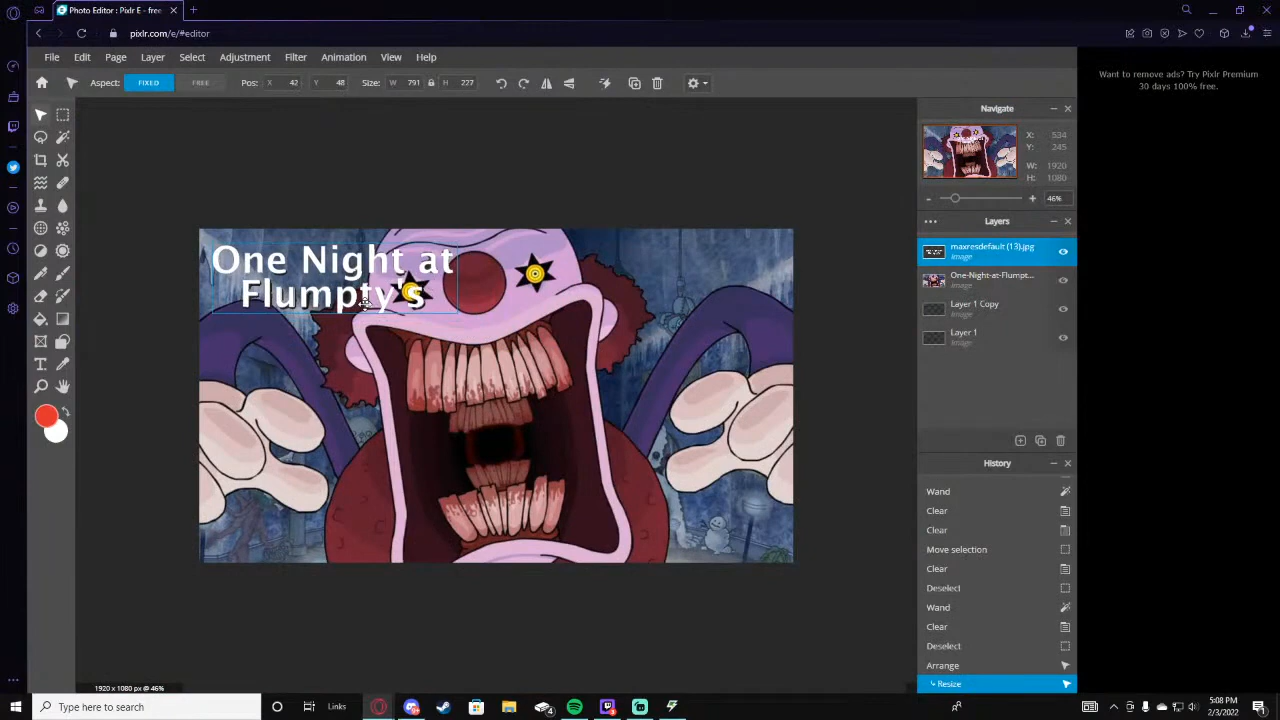 Photo Editor : Pixlr E - free
pixlr.com/e/#editor
File Edit Page Layer Select Adjustment Filter Animation View Help
Aspect: FIXED FREE Pos: X 42 Y 48 Size: W 791 H 227
Want to remove ads? Try Pixlr Premium
30 days 100% free.
Navigate
X: 534
Y: 245
W: 1920
H: 1080
46%
Layers
maxresdefault (13).jpg
Image
One-Night-at-Flumpt...
Image
Layer 1 Copy
Image
Layer 1
Image
One Night at
Flumpty's
History
Wand
Clear
Clear
Move selection
Clear
Deselect
Wand
Clear
Deselect
Arrange
Resize
1920 x 1080 px @ 46%
Type here to search
Links
5:08 PM
2/3/2022